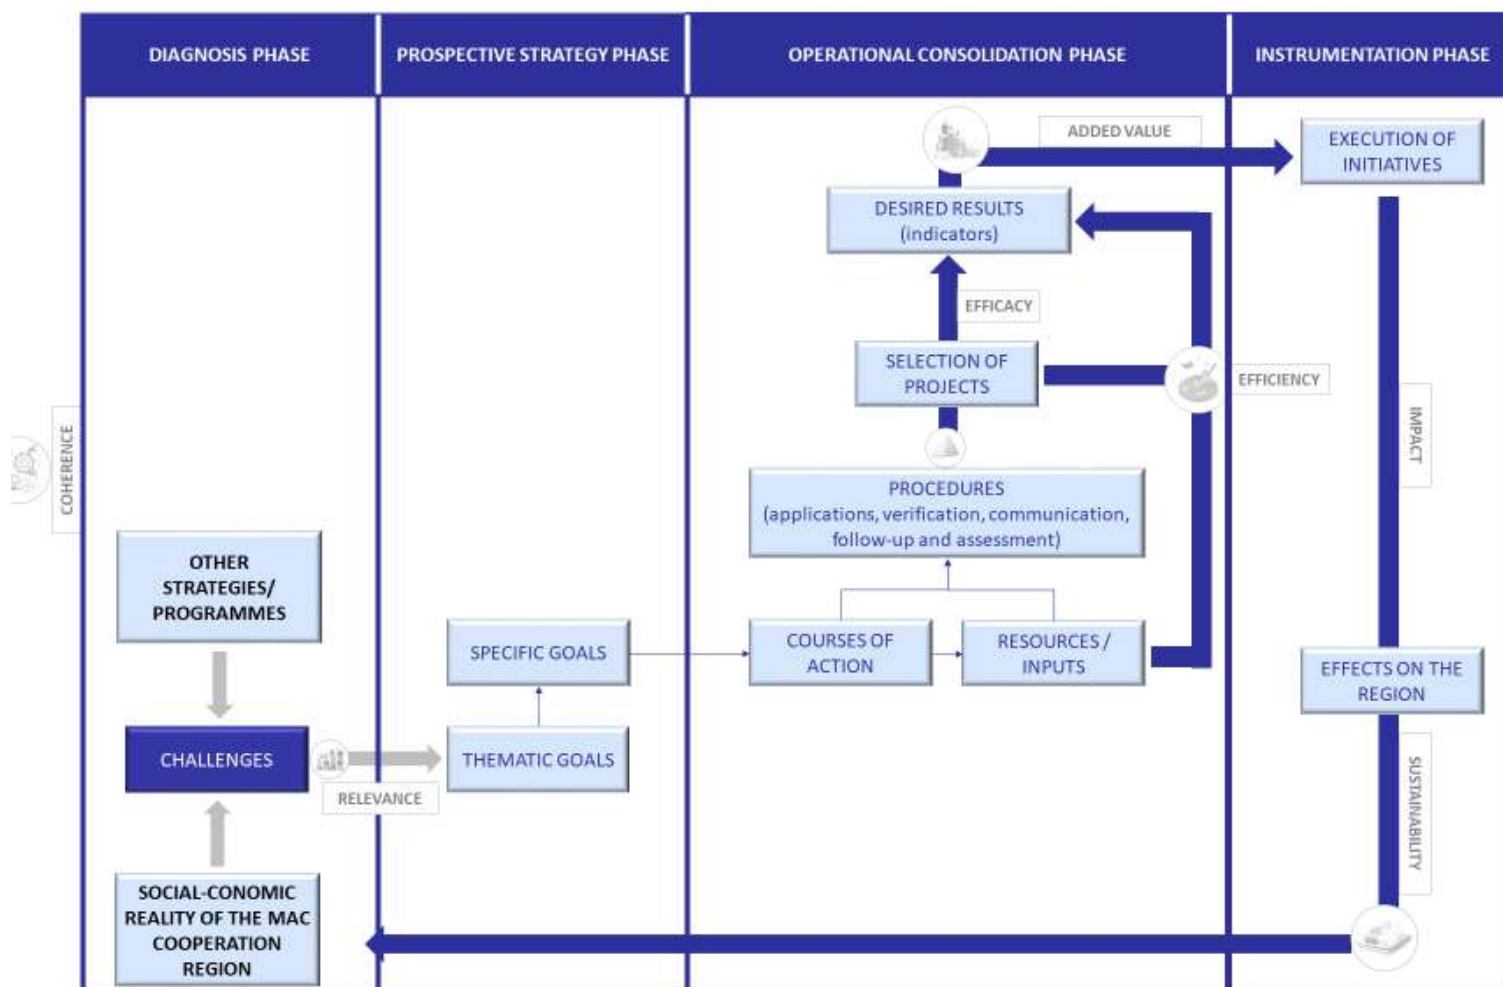 DIAGNOSIS PHASE
PROSPECTIVE STRATEGY PHASE
OPERATIONAL CONSOLIDATION PHASE
INSTRUMENTATION PHASE
ADDED VALUE
EXECUTION OF
INITIATIVES
DESIRED RESULTS
(indicators)
EFFICACY
SELECTION OF
PROJECTS
EFFICIENCY
IMPACT
COHERENCE
PROCEDURES
(applications, verification, communication,
follow-up and assessment)
OTHER
STRATEGIES/
PROGRAMMES
SPECIFIC GOALS
COURSES OF
ACTION
RESOURCES /
INPUTS
EFFECTS ON THE
REGION
CHALLENGES
THEMATIC GOALS
RELEVANCE
SUSTAINABILITY
SOCIAL-CONOMIC
REALITY OF THE MAC
COOPERATION
REGION